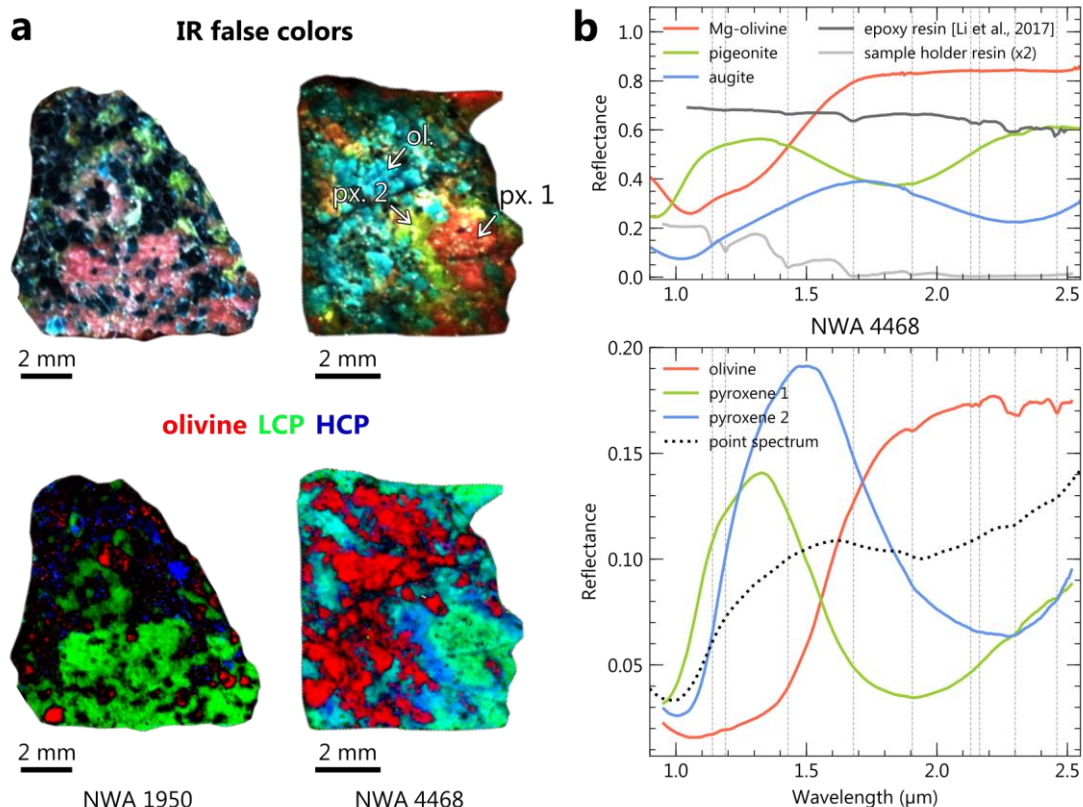 a
IR false colors
ol.
px. 2
px. 1
2 mm
2 mm
olivine LCP HCP
2 mm
2 mm
NWA 1950
NWA 4468
b
Mg-olivine
pigeonite
augite
epoxy resin [Li et al., 2017]
sample holder resin (x2)
Reflectance
1.0
0.8
0.6
0.4
0.2
0.0
1.0
1.5
2.0
2.5
NWA 4468
olivine
pyroxene 1
pyroxene 2
point spectrum
Reflectance
0.20
0.15
0.10
0.05
1.0
1.5
2.0
2.5
Wavelength (μm)